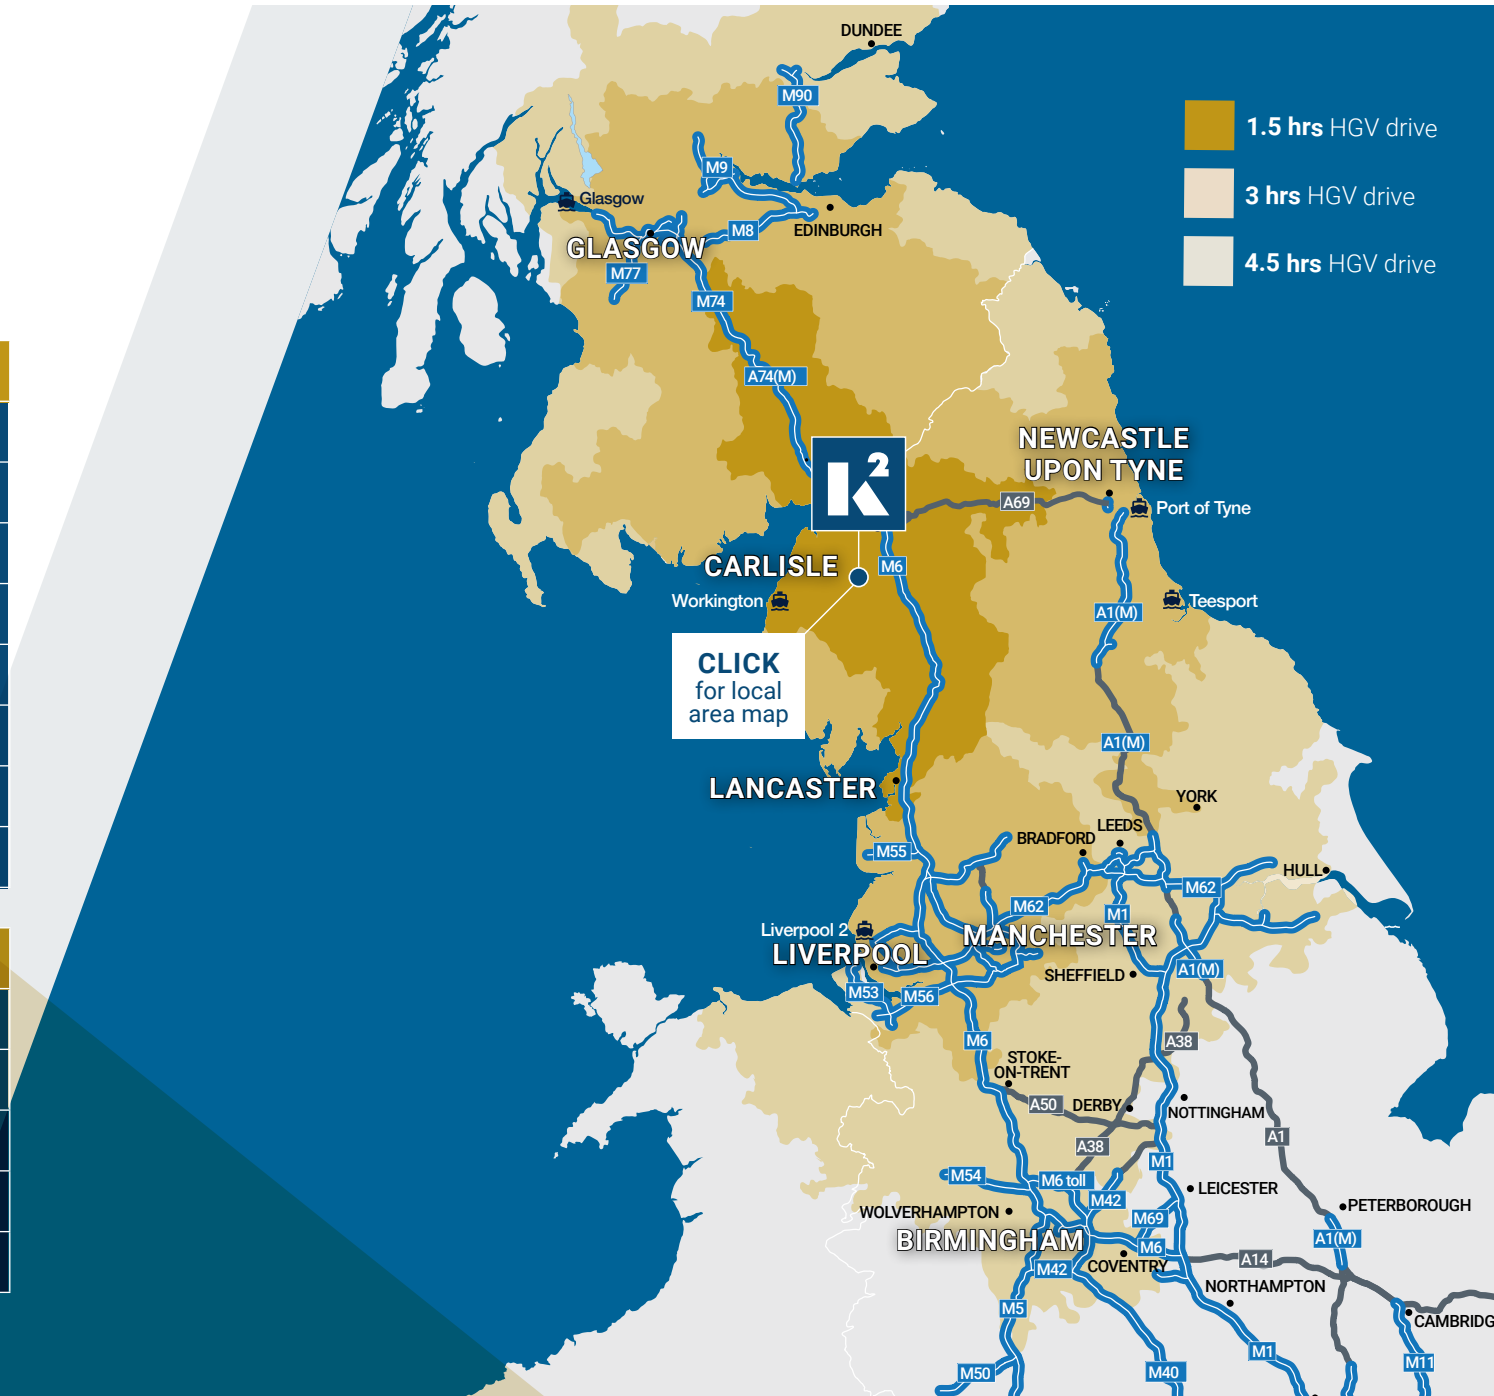 DUNDEE
M90
1.5 hrs HGV drive
M9
3 hrs HGV drive
Glasgow
M8
EDINBURGH
GLASGOW
4.5 hrs HGV drive
M77
M74
A74(M)
NEWCASTLE
UPON TYNE
K2
A69
Port of Tyne
CARLISLE
M6
Workington
Teesport
A1(M)
CLICK
for local
area map
A1(M)
LANCASTER
YORK
LEEDS
BRADFORD
M55
HULL
M62
M62
M1
Liverpool 2
MANCHESTER
LIVERPOOL
A1(M)
SHEFFIELD
M53
M56
M6
A38
STOKE-
ON-TRENT
A50
DERBY
NOTTINGHAM
A1
A38
M1
M54
M6 toll
LEICESTER
M42
PETERBOROUGH
WOLVERHAMPTON
M69
BIRMINGHAM
A1(M)
M6
A14
COVENTRY
M42
NORTHAMPTON
M5
CAMBRIDG
M1
M11
M50
M40